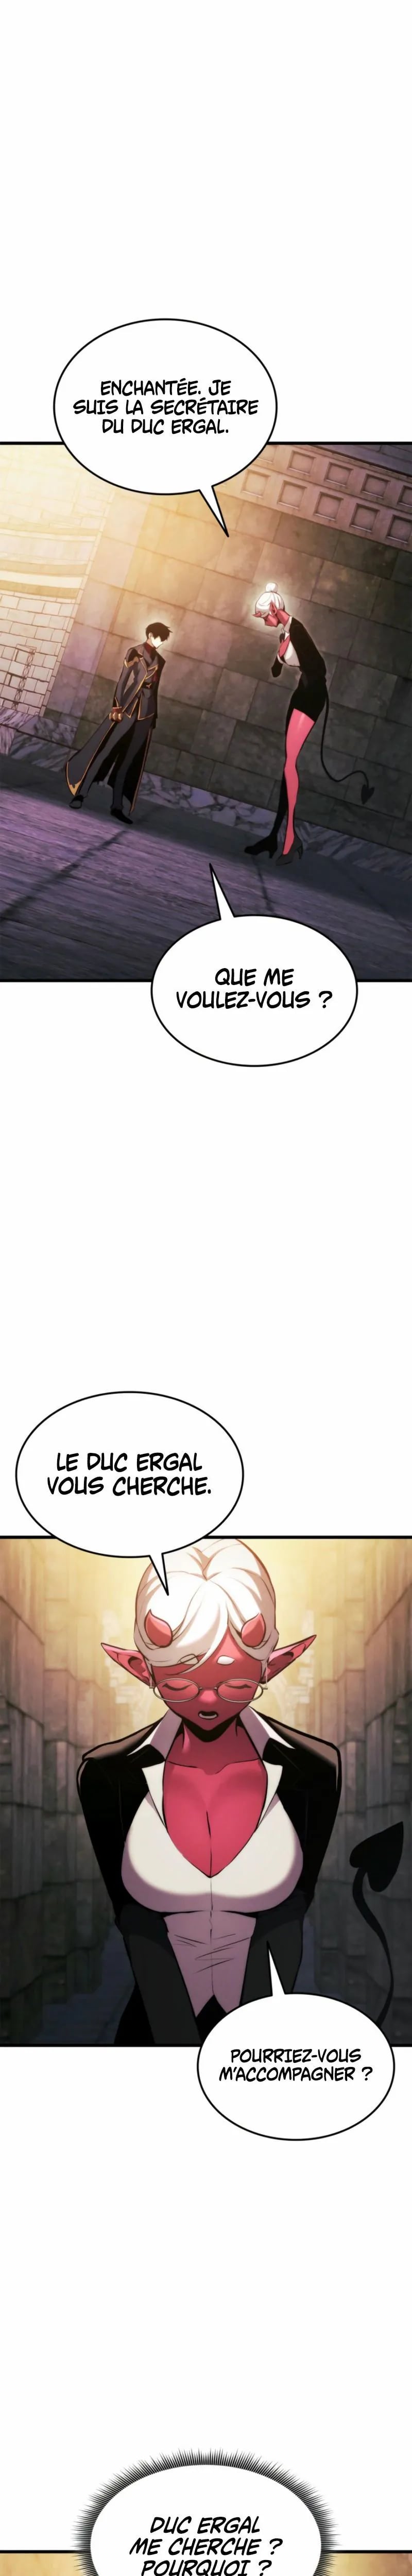 ENCHANTÉE. JE
SUIS LA SECRÉTAIRE
DU DUC ERGAL.
QUE ME
VOULEZ-VOUS ?
LE DUC ERGAL
VOUS CHERCHE.
POURRIEZ-VOUS
M'ACCOMPAGNER ?
DUC ERGAL
ME CHERCHE ?
POURQUOI ?